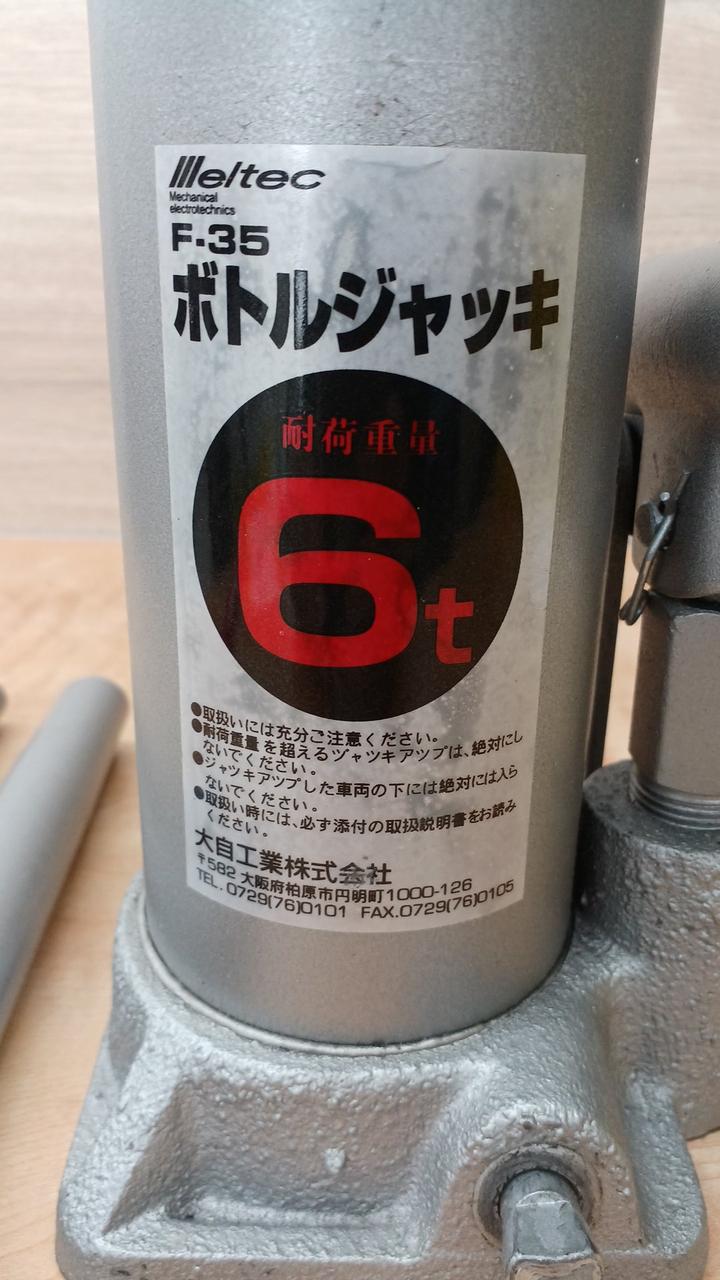 Meltec
Mechanical
electrotechnics
F-35
ボトルジャッキ
耐荷重量
6t
●取扱いには充分ご注意ください。
●耐荷重量を超えるジャツキアツプは、絶対にし
ないでください。
●ジャツキアツプした車両の下には絶対には入ら
ないでください。
●取扱い時には、必ず添付の取扱説明書をお読み
ください。
大自工業株式会社
〒582 大阪府柏原市円明町1000-126
TEL. 0729(76)0101 FAX.0729(76)0105